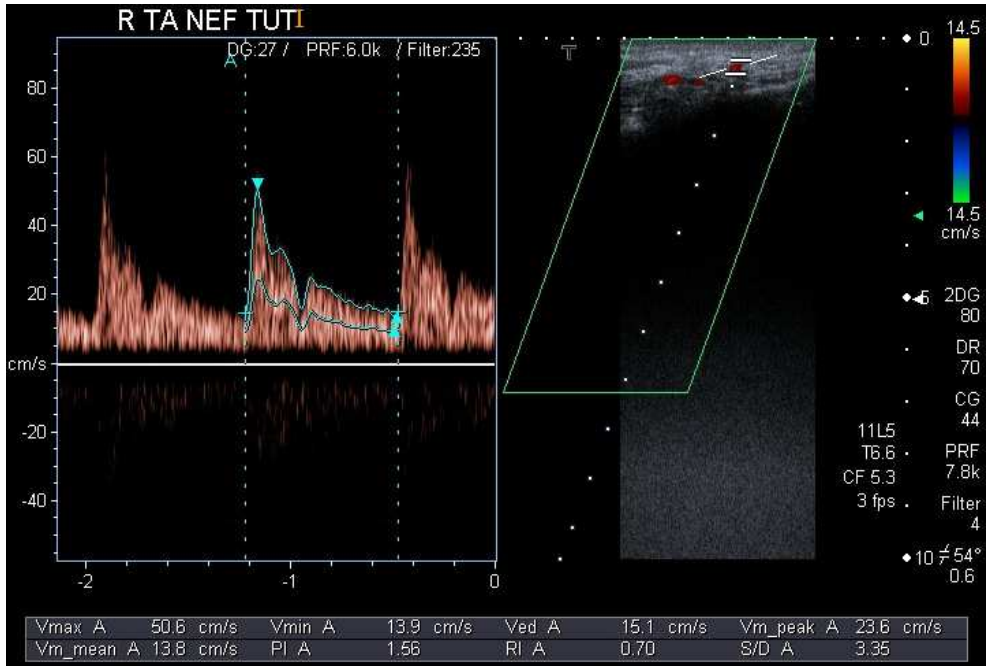 R TA NEF TUTI
DG:27 / PRF:6.0k / Filter:235
A
80
60
40
20
cm/s
-20
-40
-2 -1 0
T
0
5
10
14.5
14.5
cm/s
2DG
80
DR
70
CG
44
PRF
7.8k
Filter
4
54°
0.6
11L5
T6.6
CF 5.3
3 fps
Vmax A 50.6 cm/s Vmin A 13.9 cm/s Ved A 15.1 cm/s Vm_peak A 23.6 cm/s
Vm_mean A 13.8 cm/s PI A 1.56 RI A 0.70 S/D A 3.35